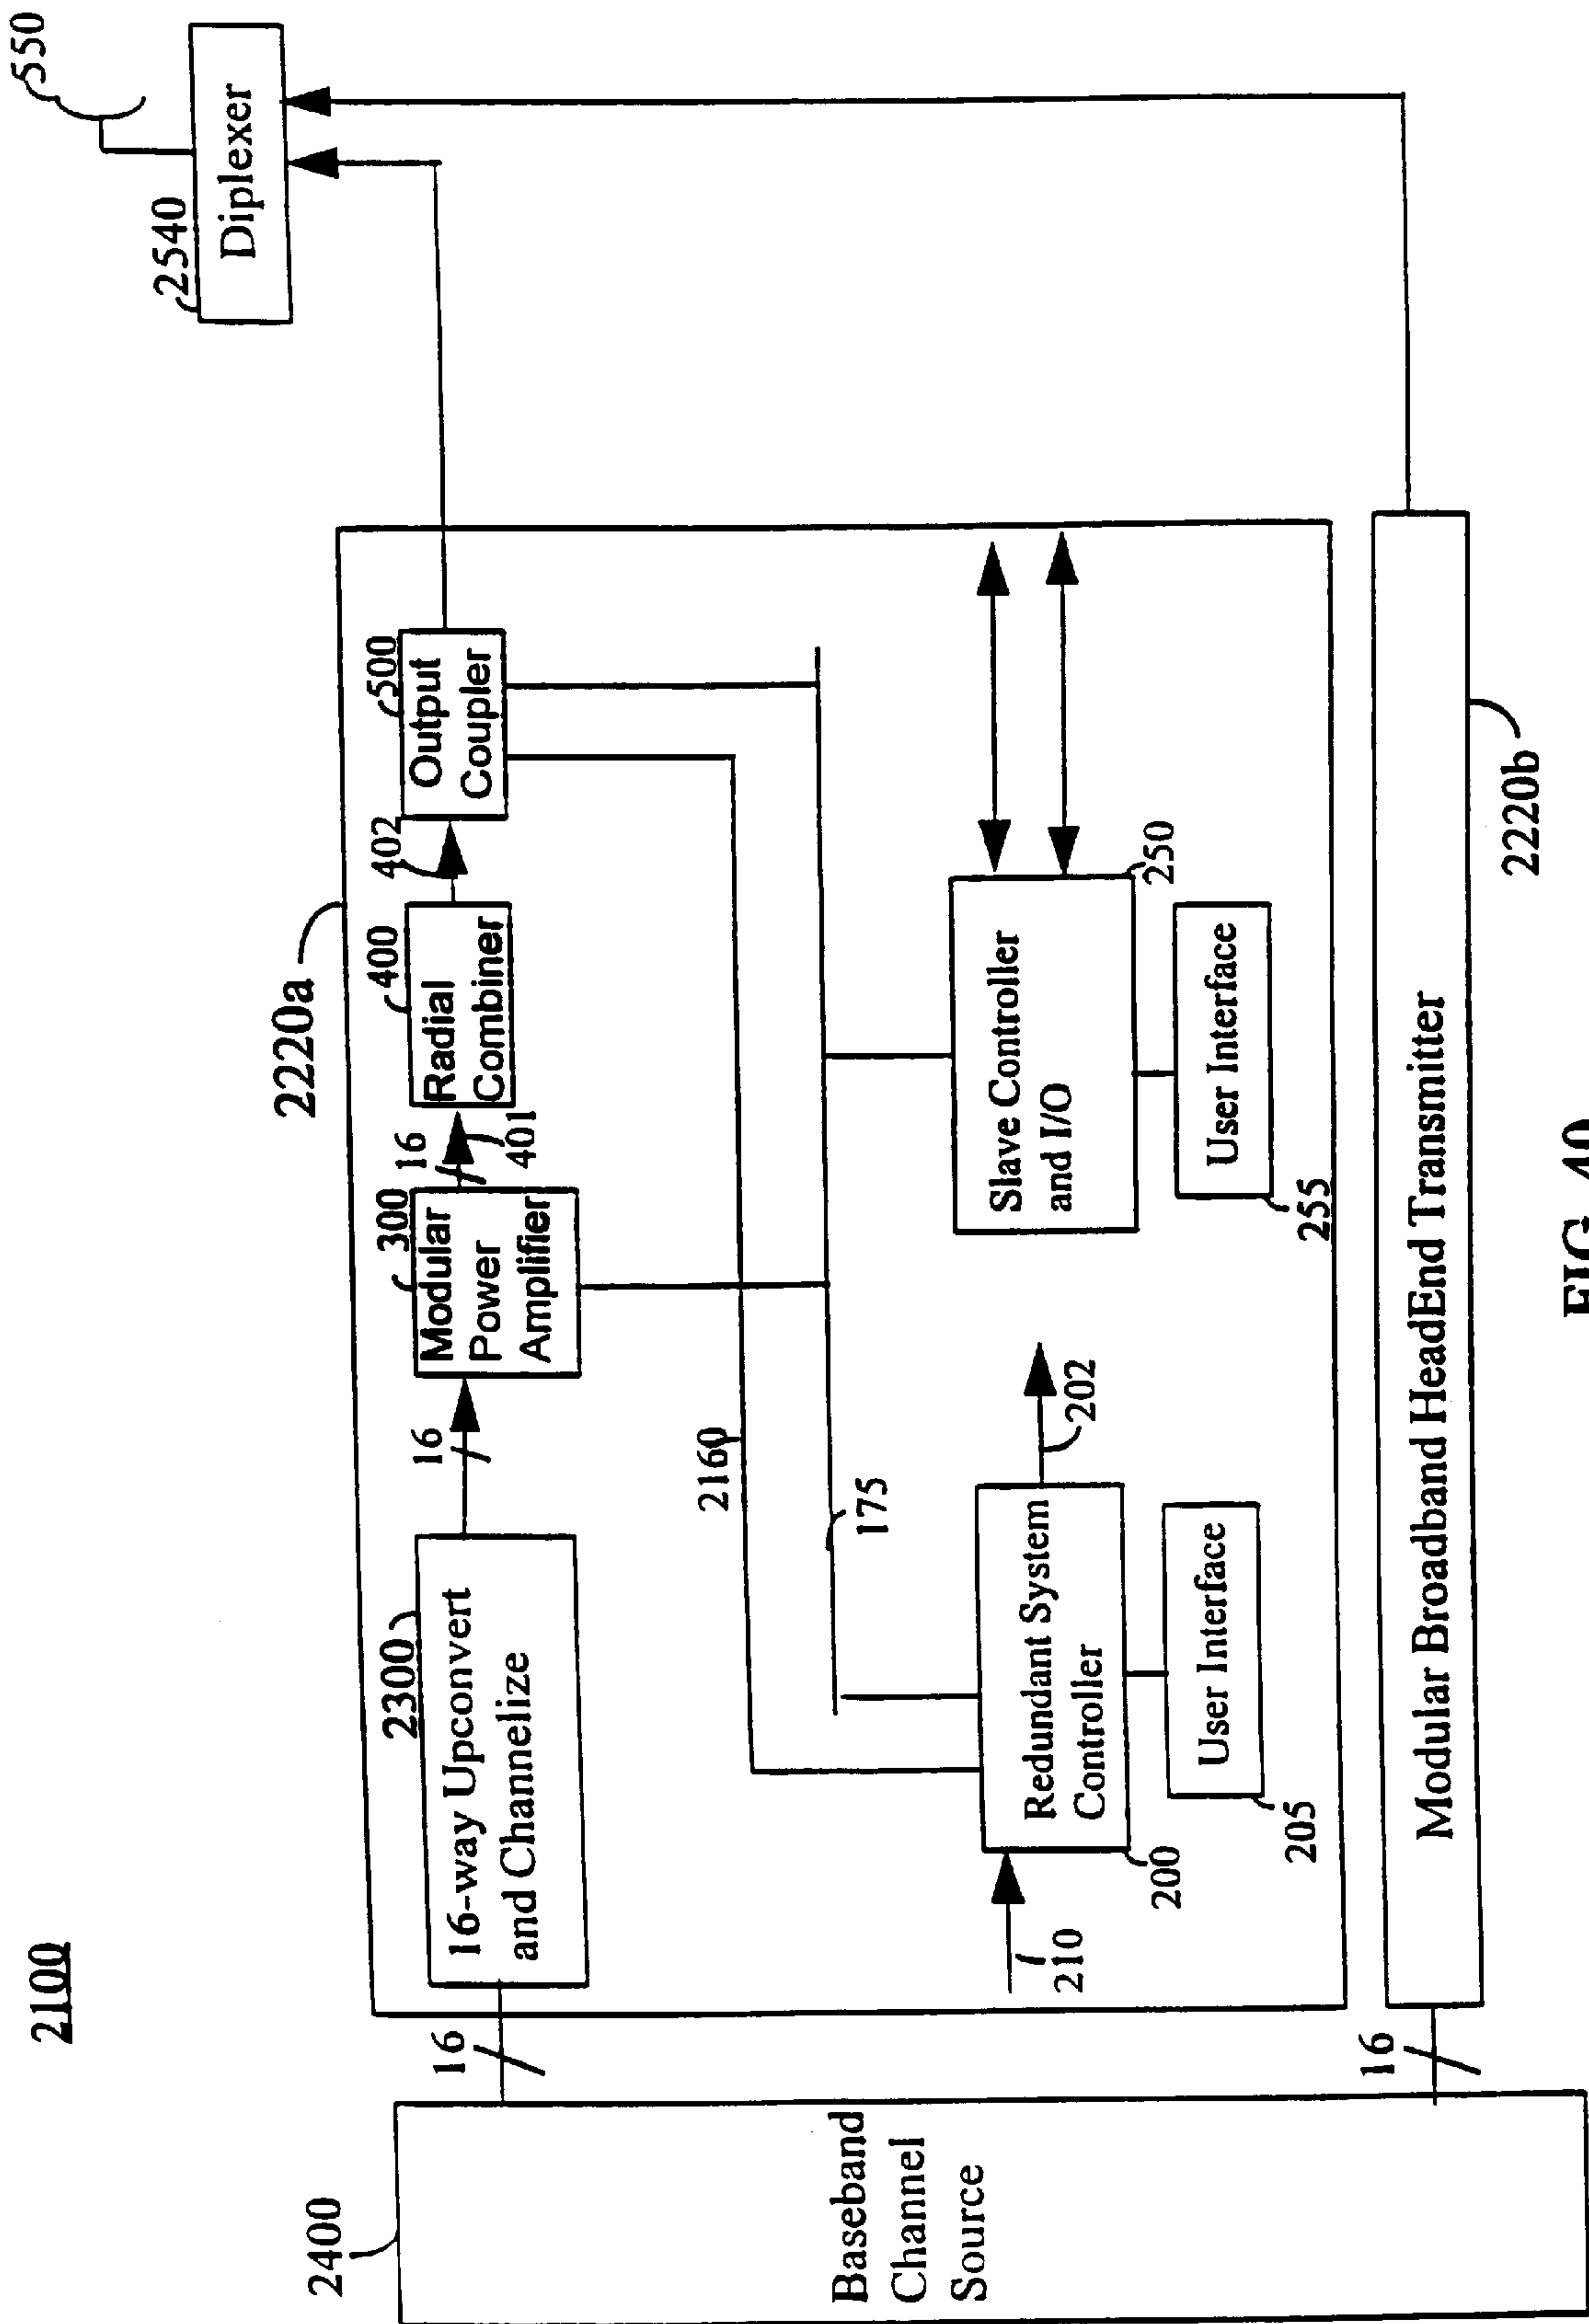 2100
2400
Baseband
Channel
Source
16
16
2220a
2300
16-way Upconvert
and Channelize
16
300
Modular
Power
Amplifier
16
401
400
Radial
Combiner
402
500
Output
Coupler
2540
Diplexer
550
2160
175
210
Redundant System
Controller
200
202
User Interface
205
Slave Controller
and I/O
250
User Interface
255
Modular Broadband HeadEnd Transmitter
2220b
FIG. 40